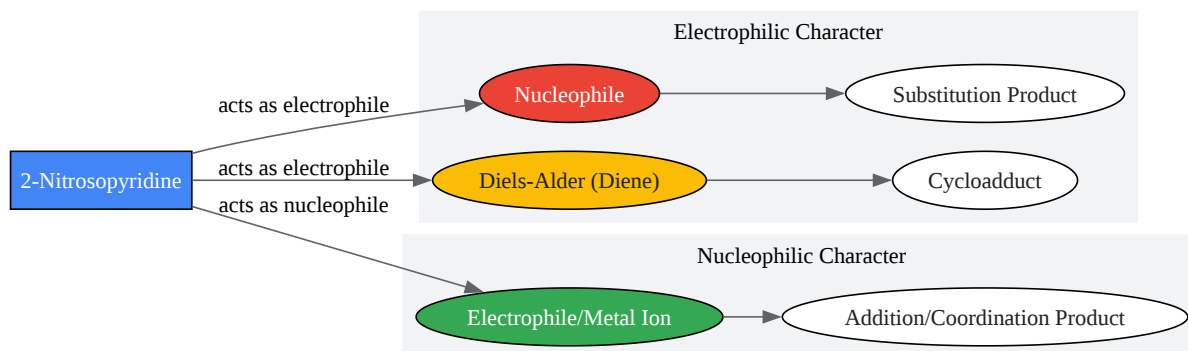 Electrophilic Character
acts as electrophile
Nucleophile
Substitution Product
2-Nitrosopyridine
acts as electrophile
Diels-Alder (Diene)
Cycloadduct
acts as nucleophile
Nucleophilic Character
Electrophile/Metal Ion
Addition/Coordination Product